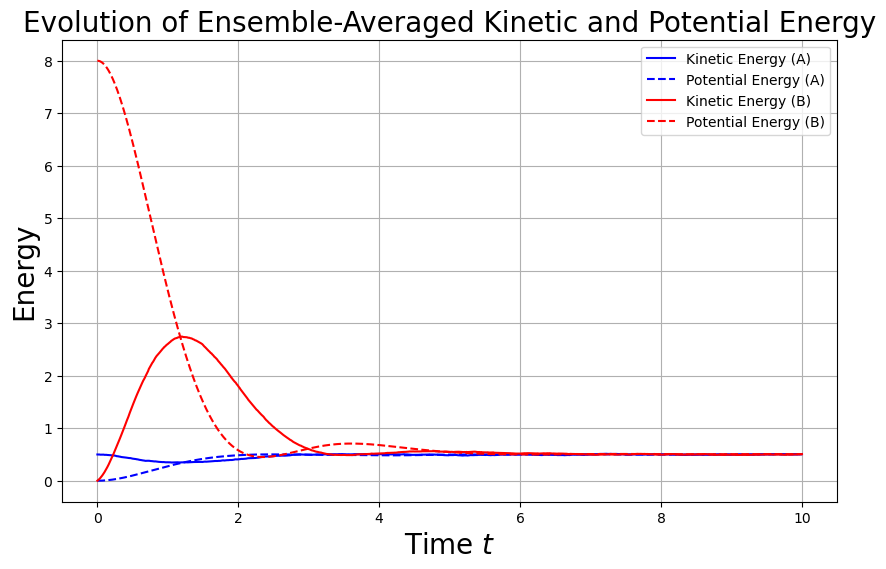 Evolution of Ensemble-Averaged Kinetic and Potential Energy
Kinetic Energy (A)
Potential Energy (A)
Kinetic Energy (B)
Potential Energy (B)
8
7
6
5
4
3
2
1
0
Energy
0 2 4 6 8 10
Time t